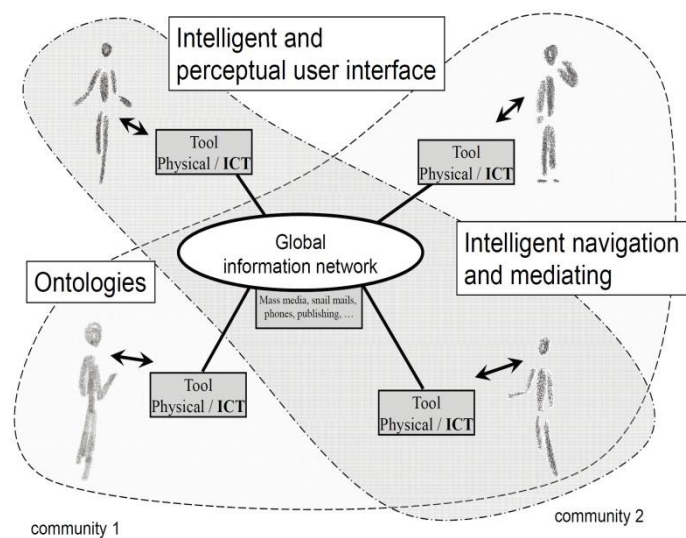 Intelligent and
perceptual user interface
Tool
Physical / ICT
Tool
Physical / ICT
Global
information network
Intelligent navigation
and mediating
Ontologies
Mass media, snail mails,
phones, publishing, ...
Tool
Physical / ICT
Tool
Physical / ICT
community 1
community 2